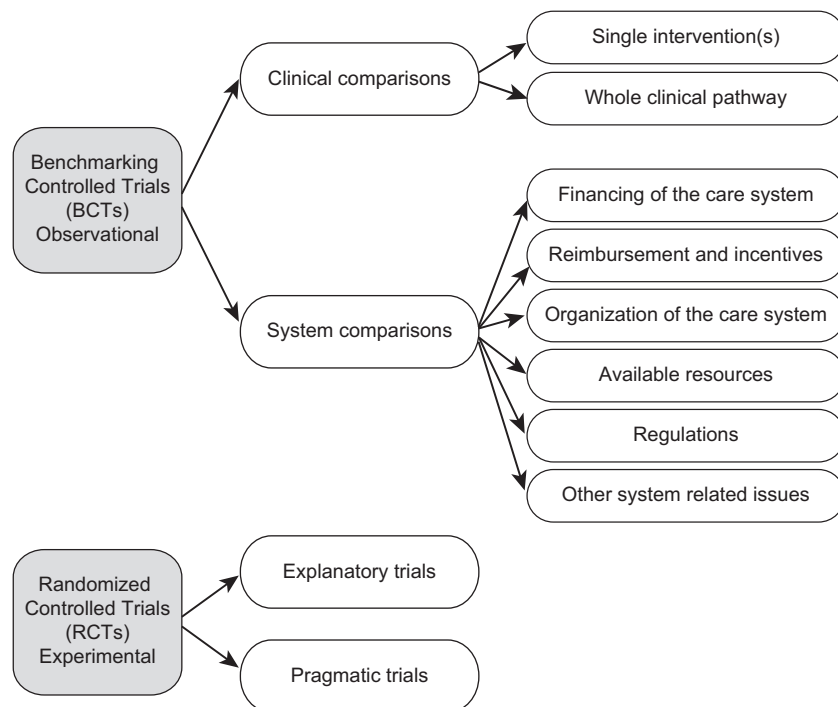 Benchmarking
Controlled Trials
(BCTs)
Observational
Clinical comparisons
Single intervention(s)
Whole clinical pathway
System comparisons
Financing of the care system
Reimbursement and incentives
Organization of the care system
Available resources
Regulations
Other system related issues
Randomized
Controlled Trials
(RCTs)
Experimental
Explanatory trials
Pragmatic trials